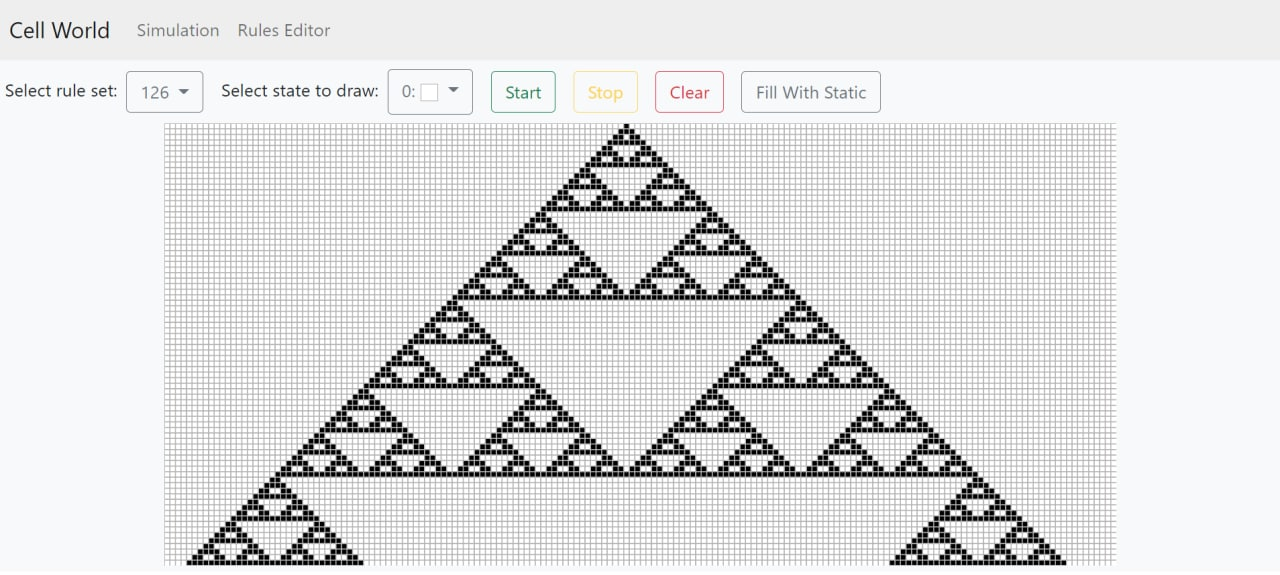 Cell World Simulation Rules Editor
Select rule set: 126 Select state to draw: 0: Start Stop Clear Fill With Static